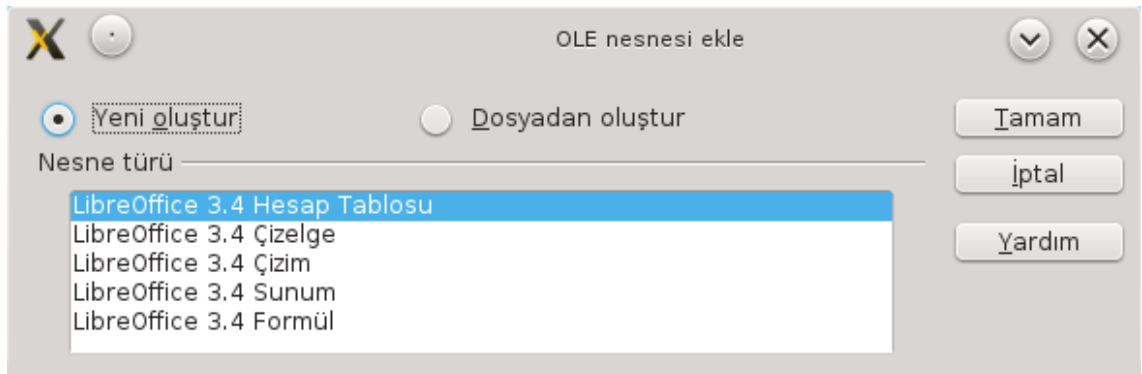 OLE nesnesi ekle
Yeni oluştur Dosyadan oluştur Tamam
Nesne türü
İptal
LibreOffice 3.4 Hesap Tablosu
LibreOffice 3.4 Çizelge
Yardım
LibreOffice 3.4 Çizim
LibreOffice 3.4 Sunum
LibreOffice 3.4 Formül